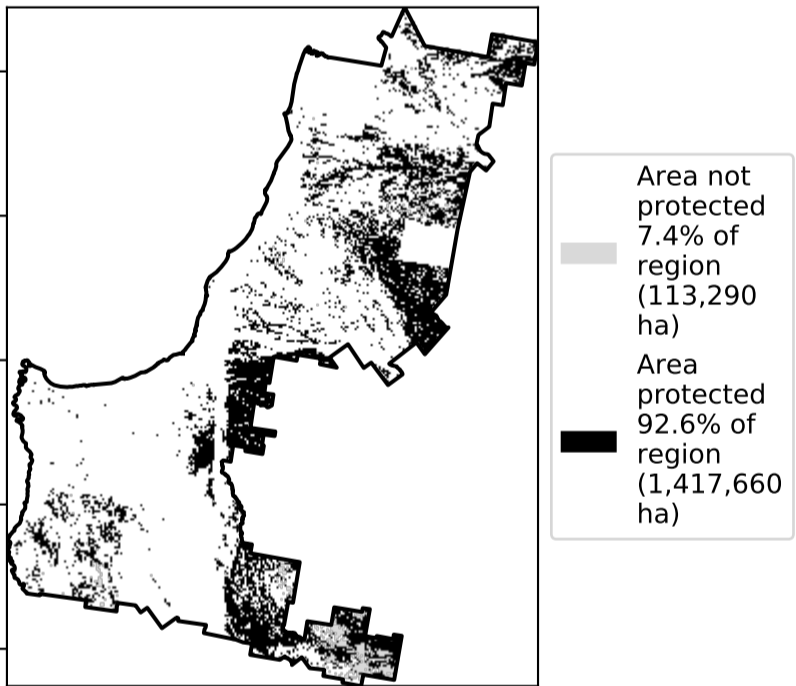 Area not
protected
7.4% of
region
(113,290
ha)
Area
protected
92.6% of
region
(1,417,660
ha)